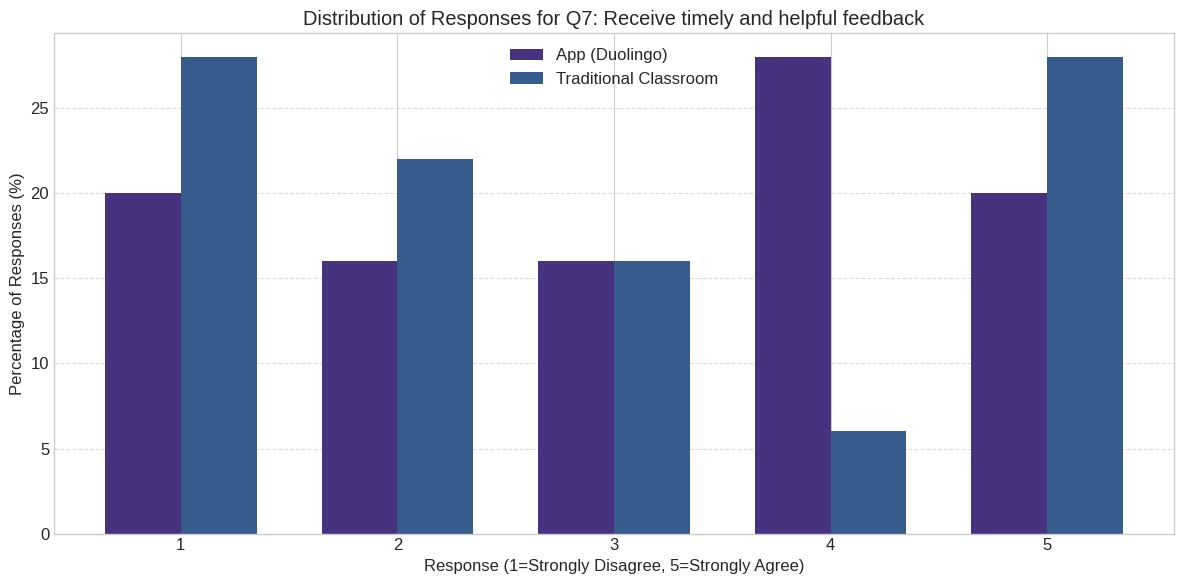 Distribution of Responses for Q7: Receive timely and helpful feedback
App (Duolingo)
Traditional Classroom
Percentage of Responses (%)
25
20
15
10
5
0
1 2 3 4 5
Response (1=Strongly Disagree, 5=Strongly Agree)